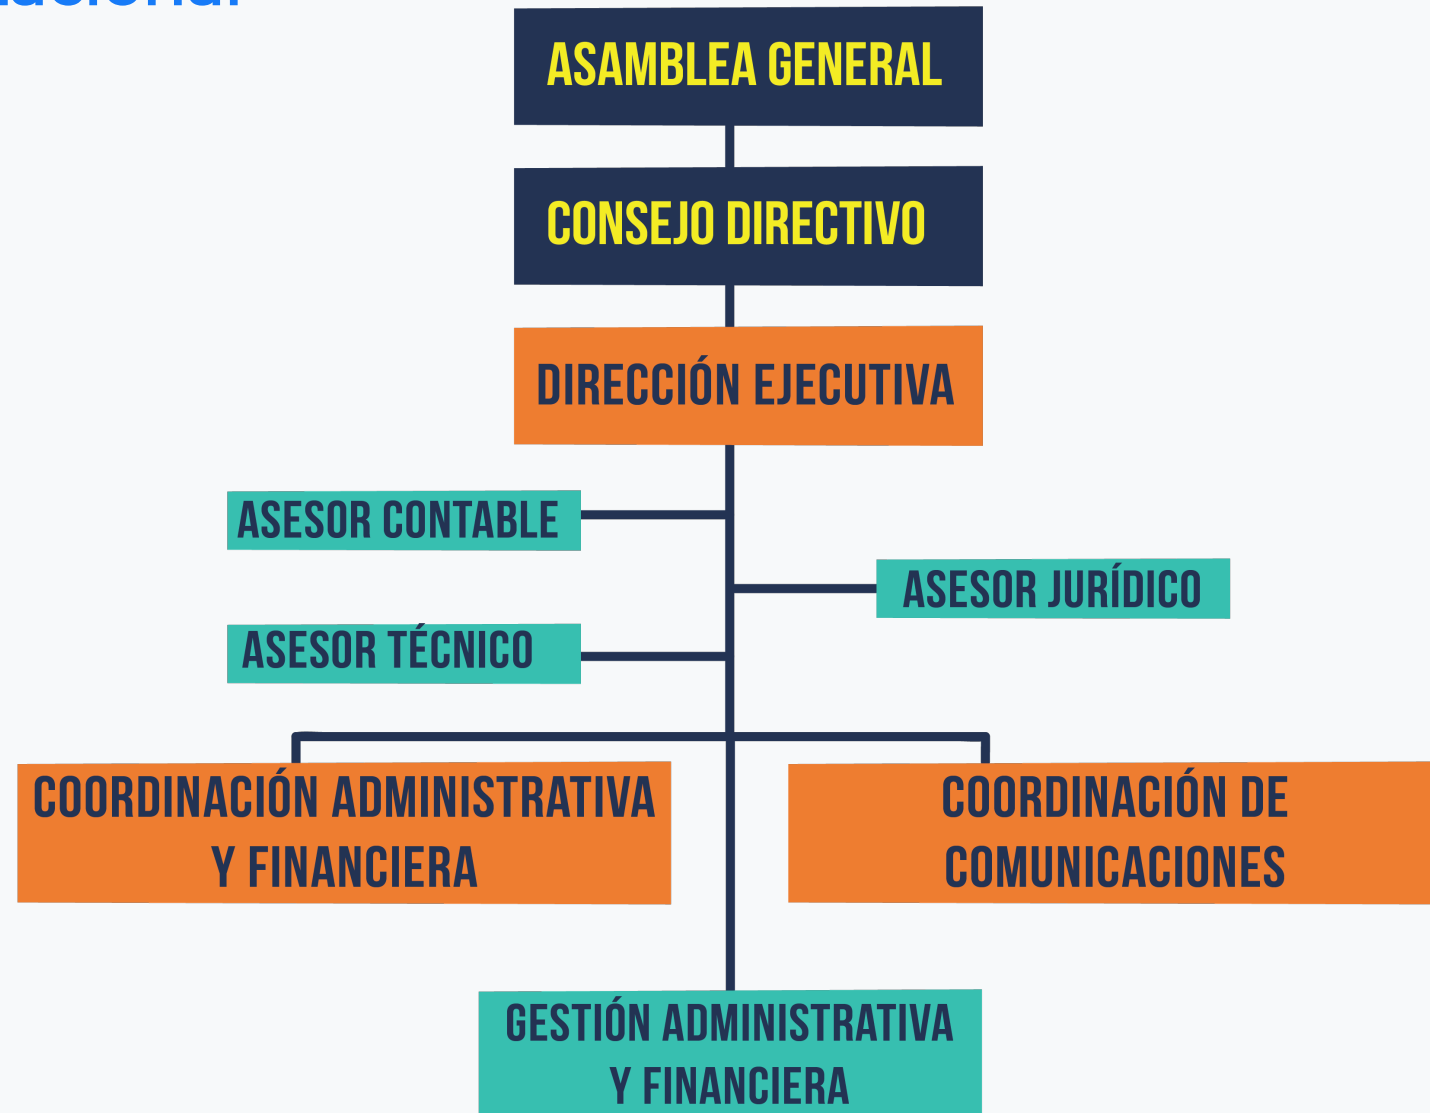 ASAMBLEA GENERAL
CONSEJO DIRECTIVO
DIRECCIÓN EJECUTIVA
ASESOR CONTABLE
ASESOR JURÍDICO
ASESOR TÉCNICO
COORDINACIÓN ADMINISTRATIVA
Y FINANCIERA
COORDINACIÓN DE
COMUNICACIONES
GESTIÓN ADMINISTRATIVA
Y FINANCIERA